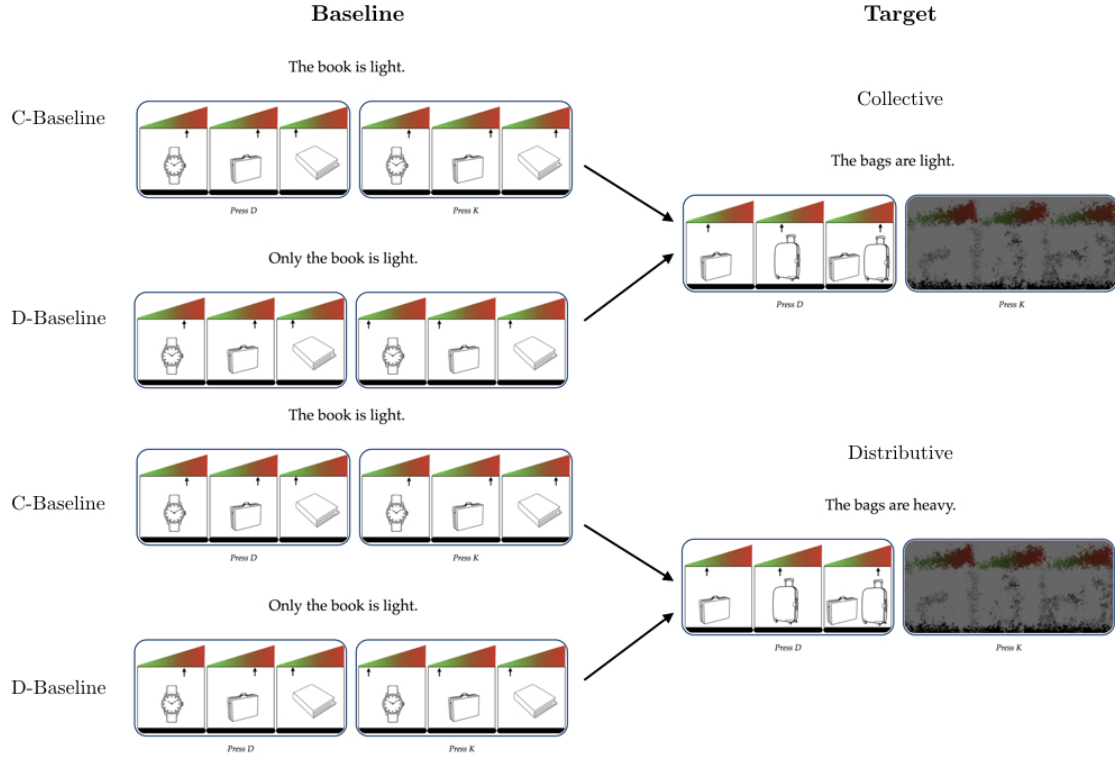 Baseline
Target
The book is light.
C-Baseline
Press D
Press K
Collective
The bags are light.
Press D
Press K
Only the book is light.
D-Baseline
The book is light.
C-Baseline
Press D
Press K
Distributive
The bags are heavy.
Press D
Press K
Only the book is light.
D-Baseline
Press D
Press K